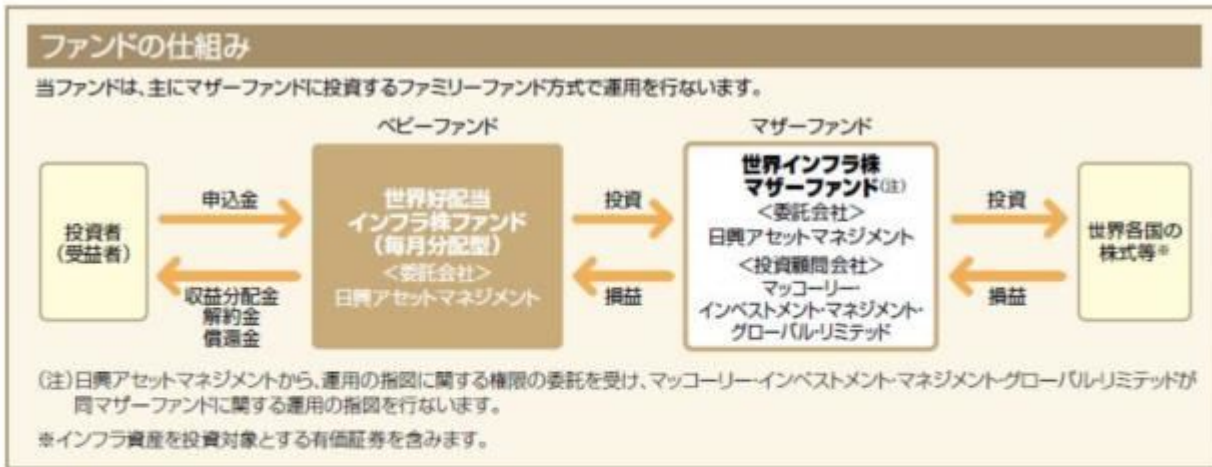 ファンドの仕組み
当ファンドは、主にマザーファンドに投資するファミリーファンド方式で運用を行ないます。
ベビーファンド
マザーファンド
投資者
(受益者)
申込金
収益分配金
解約金
償還金
世界好配当
インフラ株ファンド
(毎月分配型)
<委託会社>
日興アセットマネジメント
投資
損益
世界インフラ株
マザーファンド(注)
<委託会社>
日興アセットマネジメント
<投資顧問会社>
マッコーリー・
インベストメント・マネジメント・
グローバル・リミテッド
投資
損益
世界各国の
株式等※
(注)日興アセットマネジメントから、運用の指図に関する権限の委託を受け、マッコーリー・インベストメント・マネジメント・グローバル・リミテッドが
同マザーファンドに関する運用の指図を行ないます。
※インフラ資産を投資対象とする有価証券を含みます。